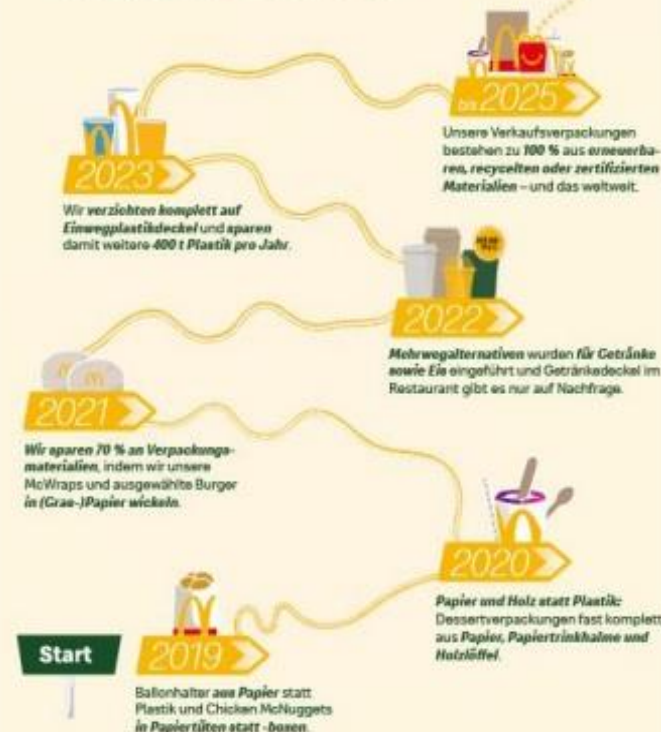 bis 2025
Unsere Verkaufsverpackungen
bestehen zu 100 % aus erneuerba-
ren, recycelten oder zertifizierten
Materialien – und das weltweit.
2023
Wir verzichten komplett auf
Einwegplastikdeckel und sparen
damit weitere 400 t Plastik pro Jahr.
2022
Mehrwegalternativen wurden für Getränke
sowie Eis eingeführt und Getränkedeckel im
Restaurant gibt es nur auf Nachfrage.
2021
Wir sparen 70 % an Verpackungs-
materialien, indem wir unsere
McWraps und ausgewählte Burger
in (Gras-)Papier wickeln.
2020
Papier und Holz statt Plastik:
Dessertverpackungen fast komplett
aus Papier, Papiertrinkhalme und
Holzlöffel.
Start
2019
Ballonhalter aus Papier statt
Plastik und Chicken McNuggets
in Papiertüten statt -boxen.